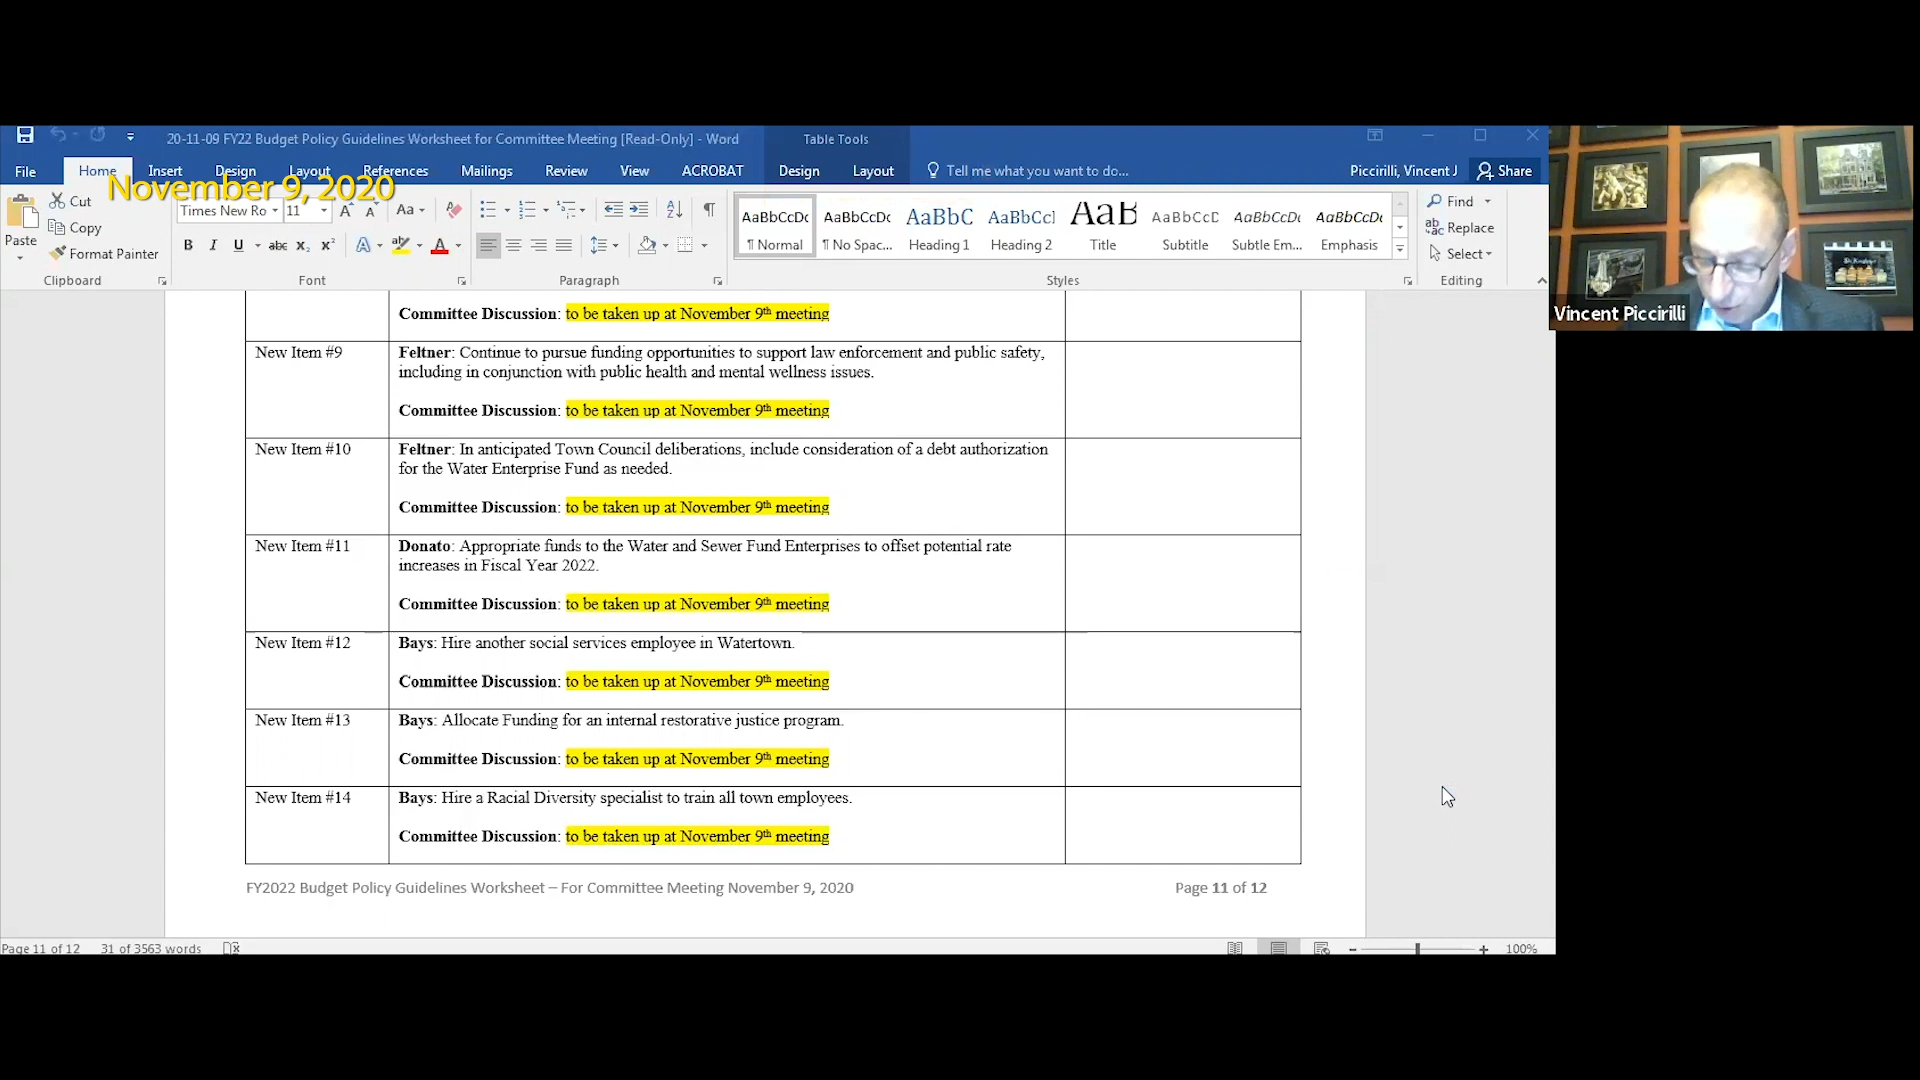 20-11-09 FY22 Budget Policy Guidelines Worksheet for Committee Meeting [Read-Only] - Word
Table Tools
File Home Insert Design Layout References Mailings Review View ACROBAT Design Layout Tell me what you want to do... Piccirilli, Vincent J Share
November 9, 2020
Cut
Copy
Format Painter
Paste
Clipboard
Times New Ro 11
Font
Paragraph
AaBbCcDc AaBbCcDc AaBbC AaBbCcI AaB AaBbCcD AaBbCcDc AaBbCcDc
¶ Normal ¶ No Spac... Heading 1 Heading 2 Title Subtitle Subtle Em... Emphasis
Styles
Find
Replace
Select
Editing
Vincent Piccirilli
Committee Discussion: to be taken up at November 9th meeting
New Item #9
Feltner: Continue to pursue funding opportunities to support law enforcement and public safety,
including in conjunction with public health and mental wellness issues.
Committee Discussion: to be taken up at November 9th meeting
New Item #10
Feltner: In anticipated Town Council deliberations, include consideration of a debt authorization
for the Water Enterprise Fund as needed.
Committee Discussion: to be taken up at November 9th meeting
New Item #11
Donato: Appropriate funds to the Water and Sewer Fund Enterprises to offset potential rate
increases in Fiscal Year 2022.
Committee Discussion: to be taken up at November 9th meeting
New Item #12
Bays: Hire another social services employee in Watertown.
Committee Discussion: to be taken up at November 9th meeting
New Item #13
Bays: Allocate Funding for an internal restorative justice program.
Committee Discussion: to be taken up at November 9th meeting
New Item #14
Bays: Hire a Racial Diversity specialist to train all town employees.
Committee Discussion: to be taken up at November 9th meeting
FY2022 Budget Policy Guidelines Worksheet – For Committee Meeting November 9, 2020
Page 11 of 12
Page 11 of 12 31 of 3563 words
100%